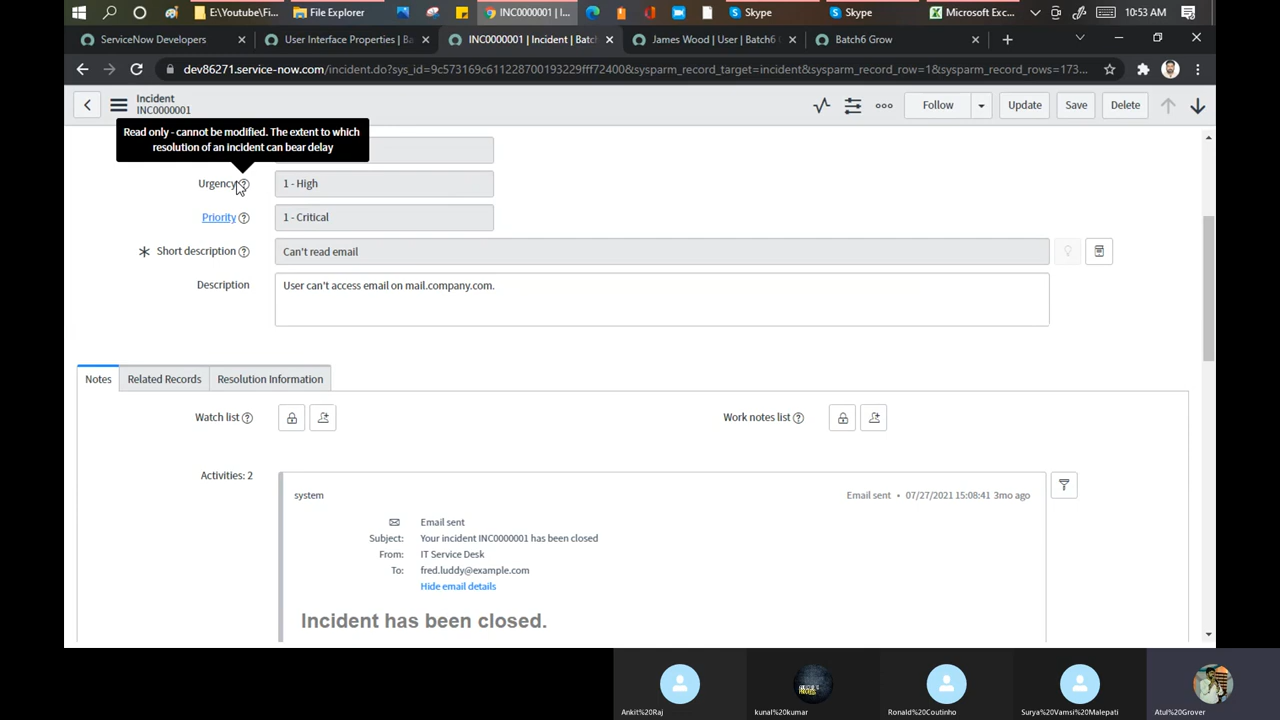 E:\Youtube\Fi...
File Explorer
INC0000001 | I...
Skype
Skype
Microsoft Exc...
10:53 AM
ServiceNow Developers
User Interface Properties | Ba
INC0000001 | Incident | Batch
James Wood | User | Batch6
Batch6 Grow
dev86271.service-now.com/incident.do?sys_id=9c573169c611228700193229fff72400&sysparm_record_target=incident&sysparm_record_row=1&sysparm_record_rows=173...
Incident
INC0000001
Follow
Update
Save
Delete
Read only - cannot be modified. The extent to which
resolution of an incident can bear delay
Urgency
1 - High
Priority
1 - Critical
Short description
Can't read email
Description
User can't access email on mail.company.com.
Notes
Related Records
Resolution Information
Watch list
Work notes list
Activities: 2
system
Email sent • 07/27/2021 15:08:41 3mo ago
Email sent
Subject: Your incident INC0000001 has been closed
From: IT Service Desk
To: fred.luddy@example.com
Hide email details
Incident has been closed.
Ankit%20Raj
kunal%20kumar
Ronald%20Coutinho
Surya%20Vamsi%20Malepati
Atul%20Grover